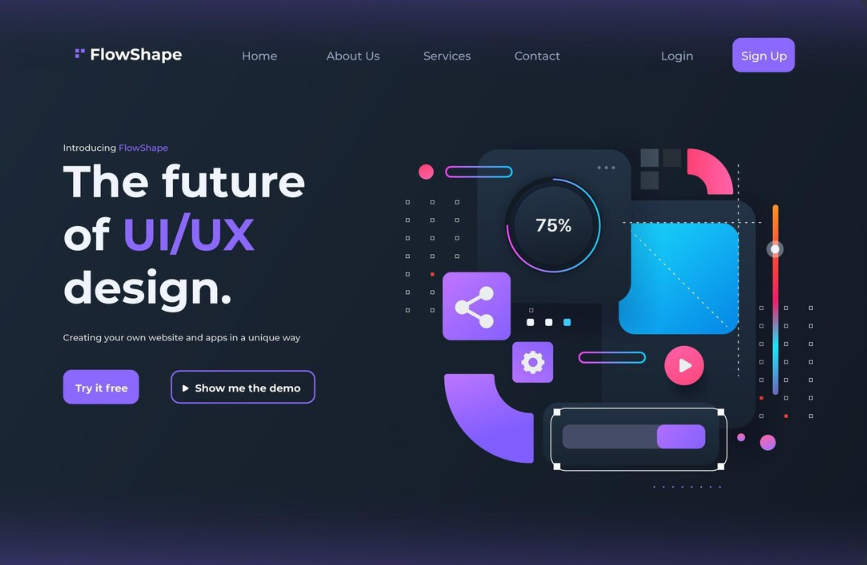 FlowShape
Home
About Us
Services
Contact
Login
Sign Up
Introducing FlowShape
The future
of UI/UX
design.
Creating your own website and apps in a unique way
Try it free
Show me the demo
75%